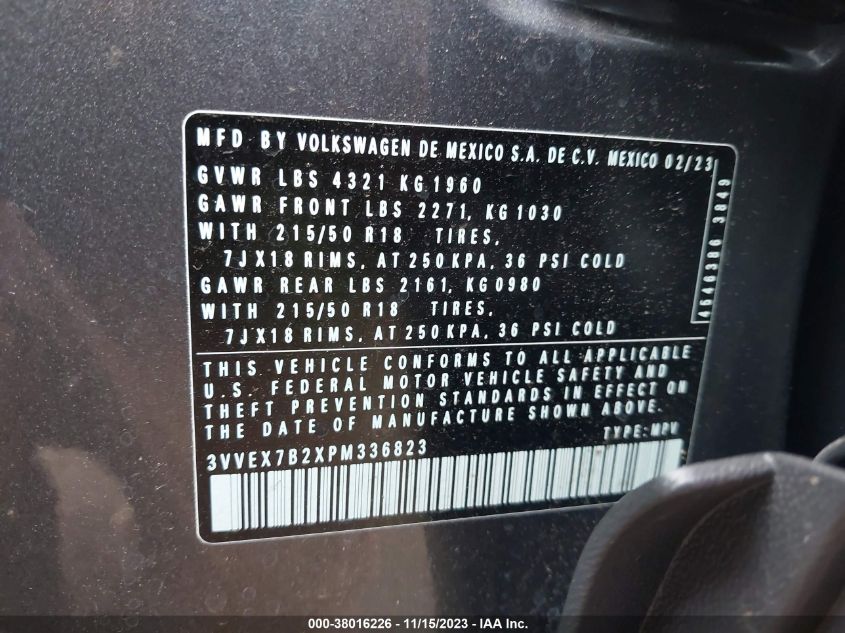 MFD BY VOLKSWAGEN DE MEXICO S.A. DE C.V. MEXICO 02/23
GVWR LBS 4321 KG 1960
GAWR FRONT LBS 2271, KG 1030
WITH 215/50 R18 TIRES,
7JX18 RIMS, AT 250 KPA, 36 PSI COLD
GAWR REAR LBS 2161, KG 0980
WITH 215/50 R18 TIRES,
7JX18 RIMS, AT 250 KPA, 36 PSI COLD
4646386 3849
THIS VEHICLE CONFORMS TO ALL APPLICABLE
U.S. FEDERAL MOTOR VEHICLE SAFETY AND
THEFT PREVENTION STANDARDS IN EFFECT ON
THE DATE OF MANUFACTURE SHOWN ABOVE.
TYPE: MPV
3VVEX7B2XPM336823
000-38016226 - 11/15/2023 - IAA Inc.